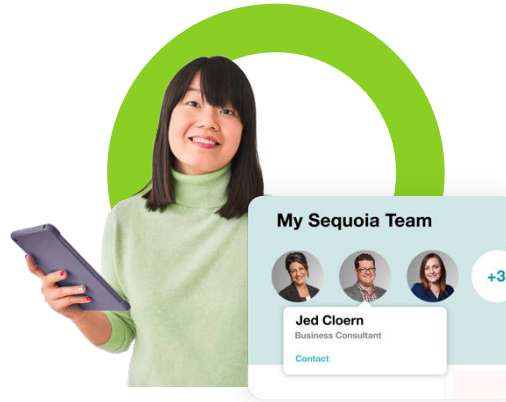 My Sequoia Team
+3
Jed Cloern
Business Consultant
Contact